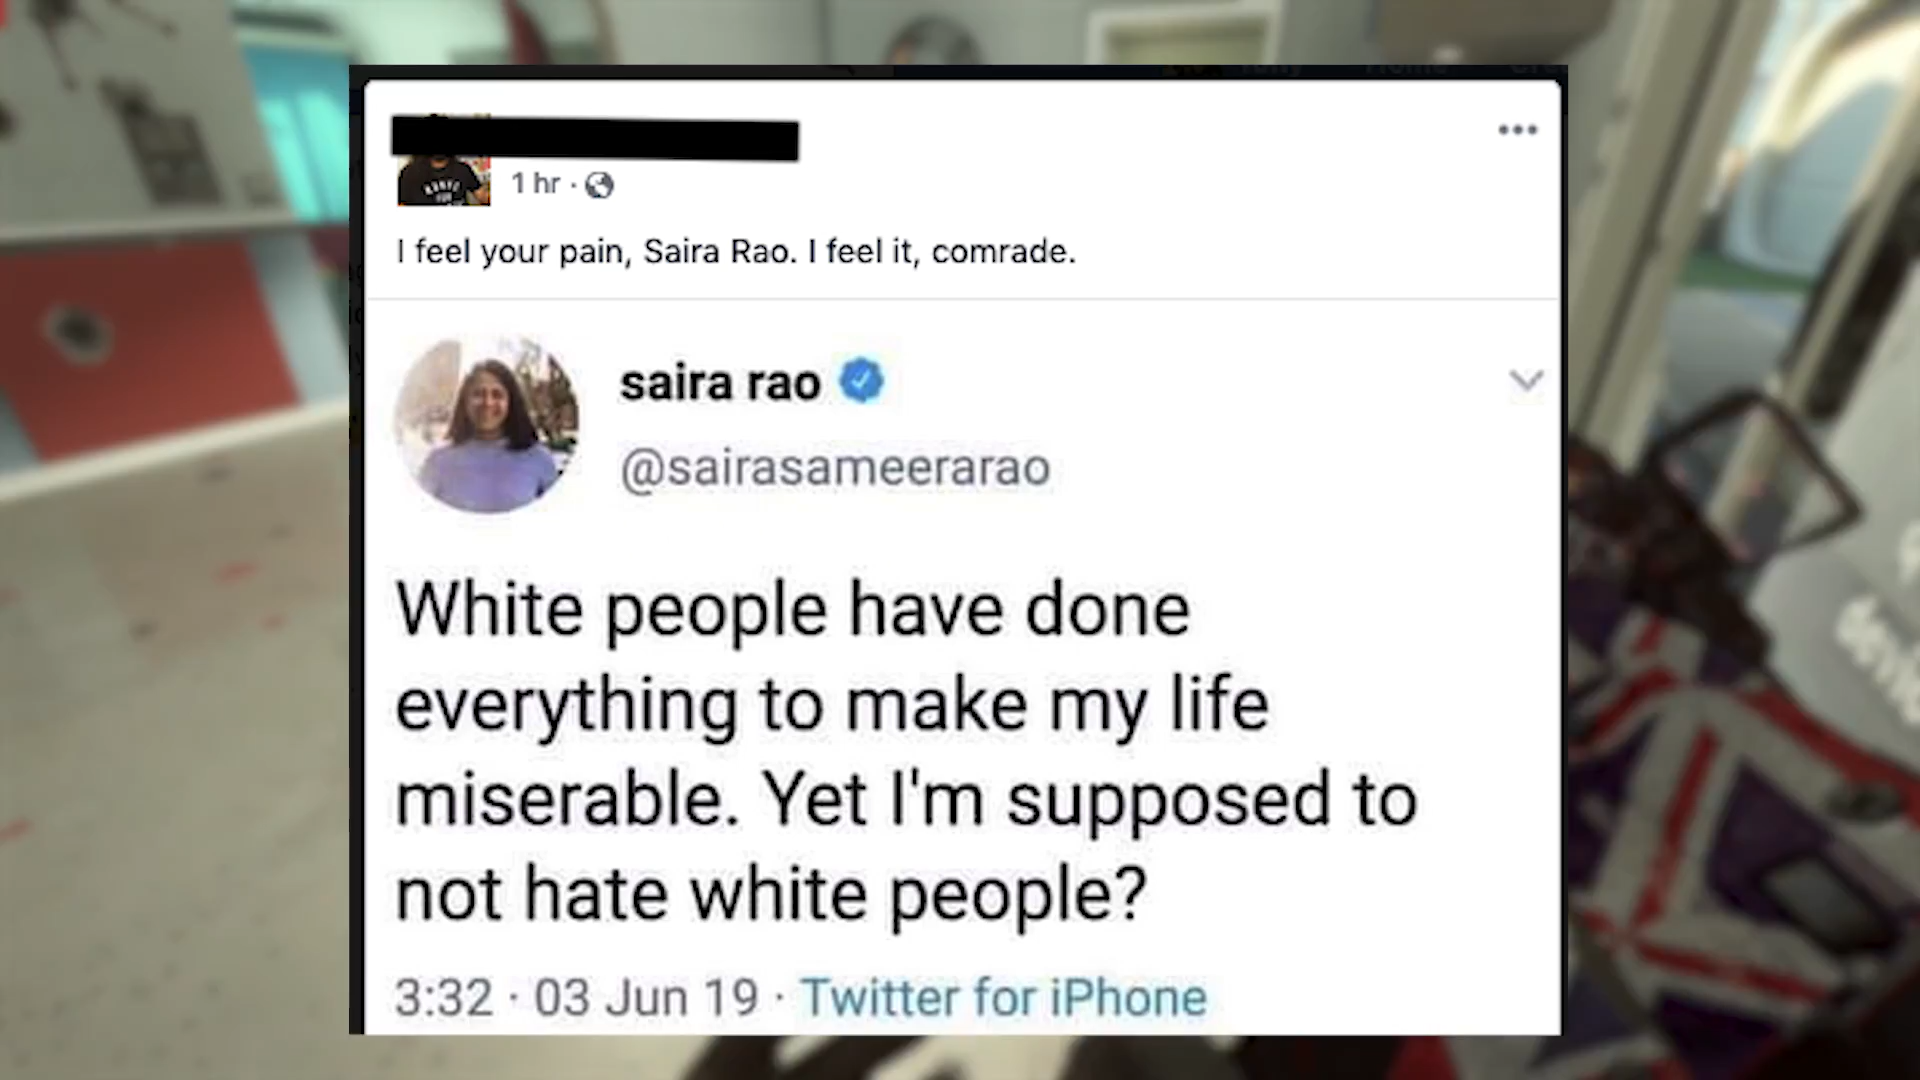 1 hr ·
I feel your pain, Saira Rao. I feel it, comrade.
saira rao
@sairasameerarao
White people have done
everything to make my life
miserable. Yet I'm supposed to
not hate white people?
3:32 · 03 Jun 19 · Twitter for iPhone